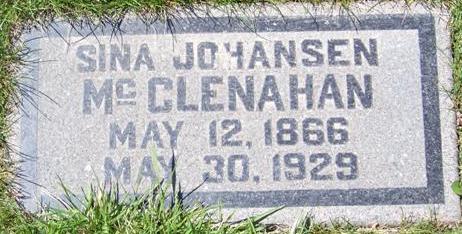 SINA JOHANSEN
McCLENAHAN
MAY 12, 1866
MAY 30, 1929